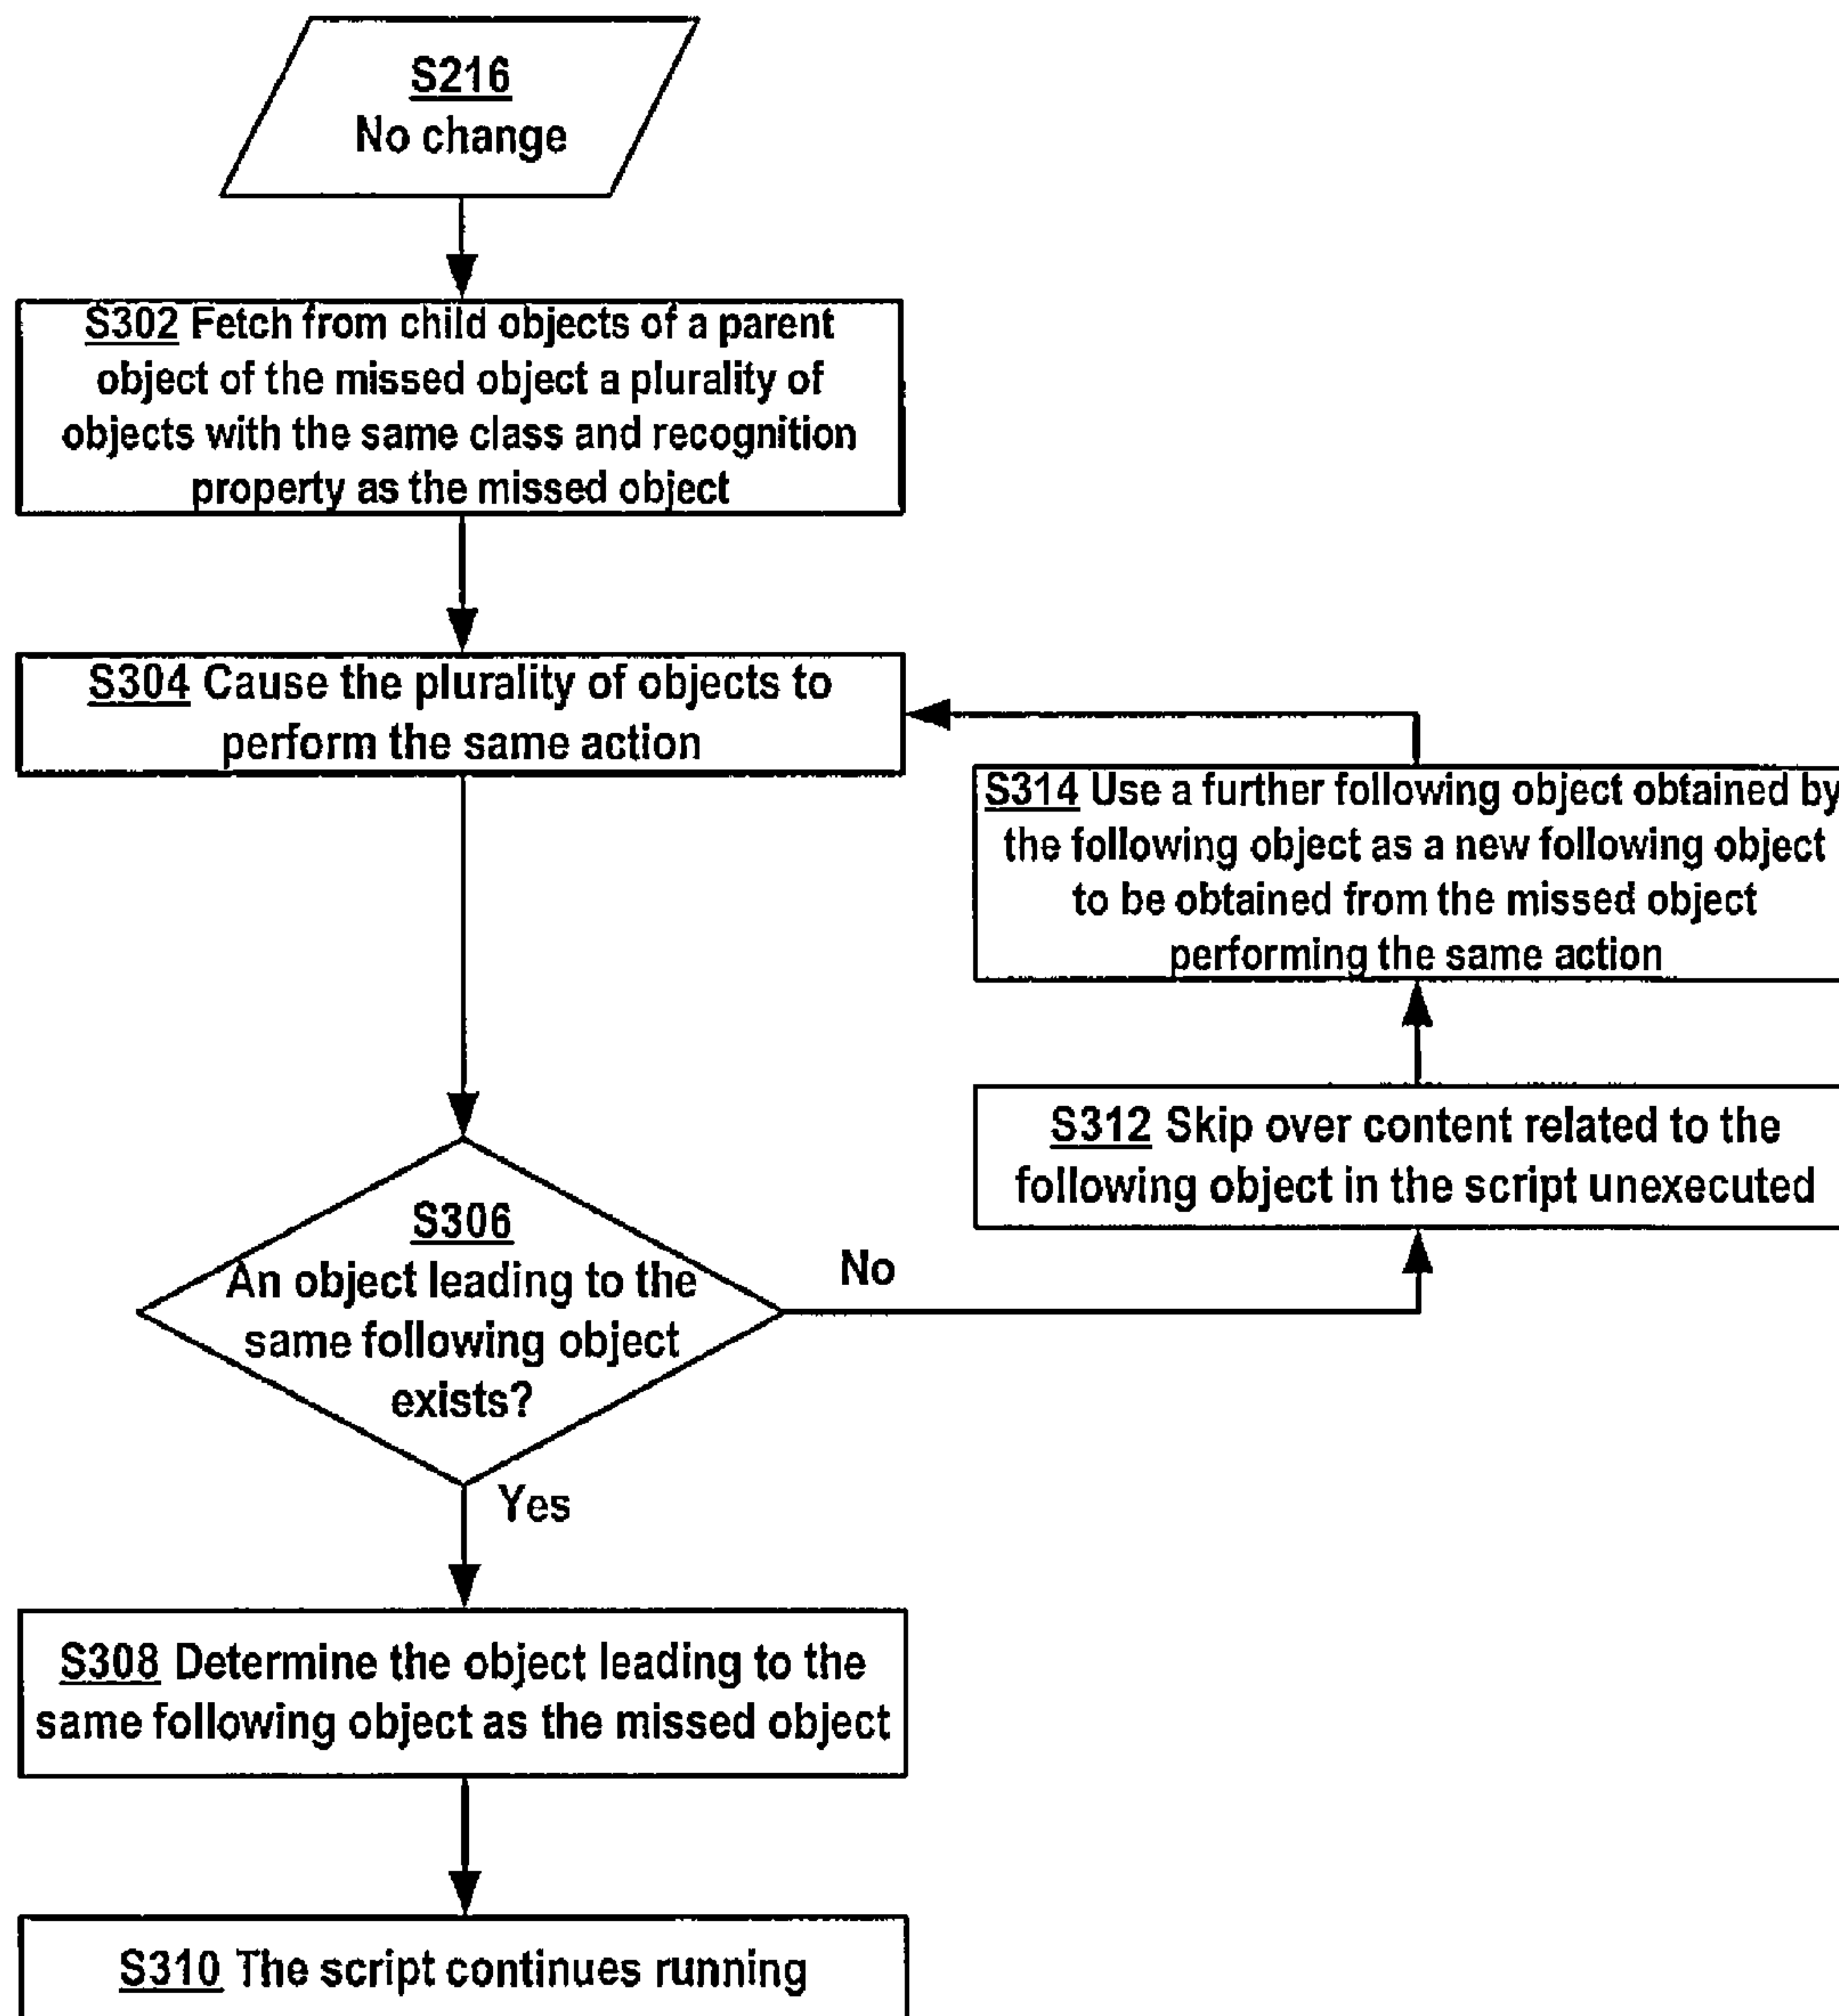 S216
No change
S302 Fetch from child objects of a parent
object of the missed object a plurality of
objects with the same class and recognition
property as the missed object
S304 Cause the plurality of objects to
perform the same action
S314 Use a further following object obtained by
the following object as a new following object
to be obtained from the missed object
performing the same action
S312 Skip over content related to the
following object in the script unexecuted
S306
An object leading to the
same following object
exists?
No
Yes
S308 Determine the object leading to the
same following object as the missed object
S310 The script continues running